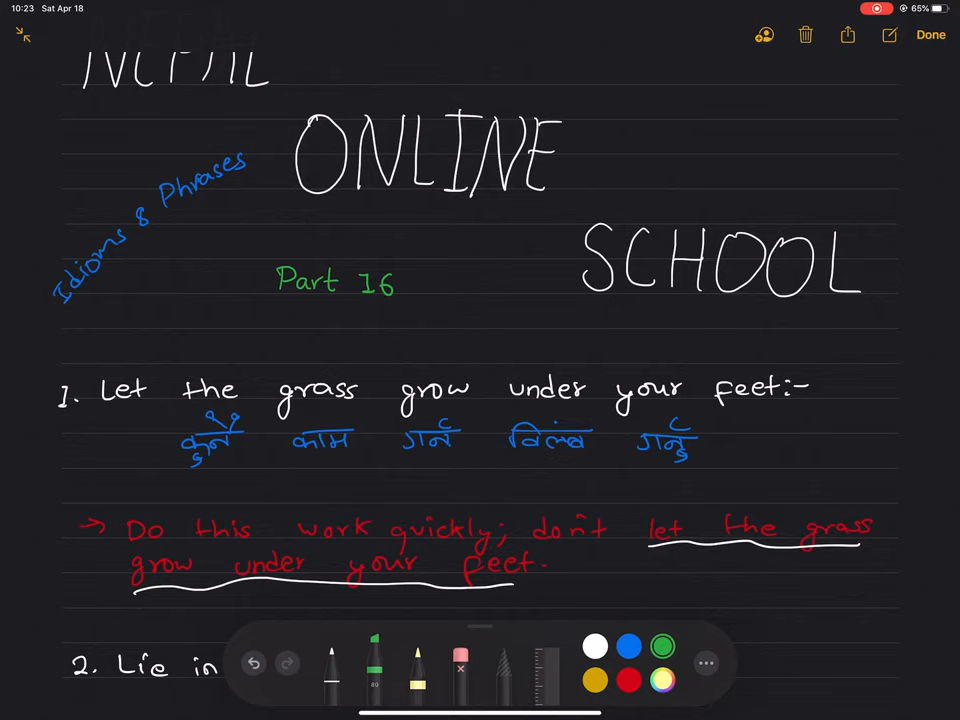 10:23 Sat Apr 18
65%
Done
NEPAL
ONLINE
SCHOOL
Idioms & Phrases
Part 16
1. Let the grass grow under your feet:-
कुनै काम गर्न विलंब गर्नु
→ Do this work quickly; don't let the grass
grow under your feet.
2. Lie in
80